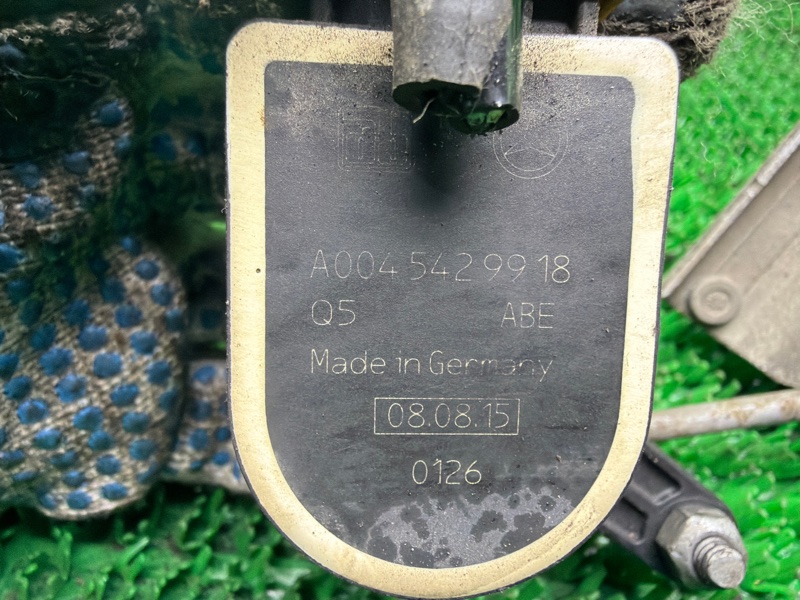 A004 542 99 18
Q5 ABE
Made in Germany
08.08.15
0126